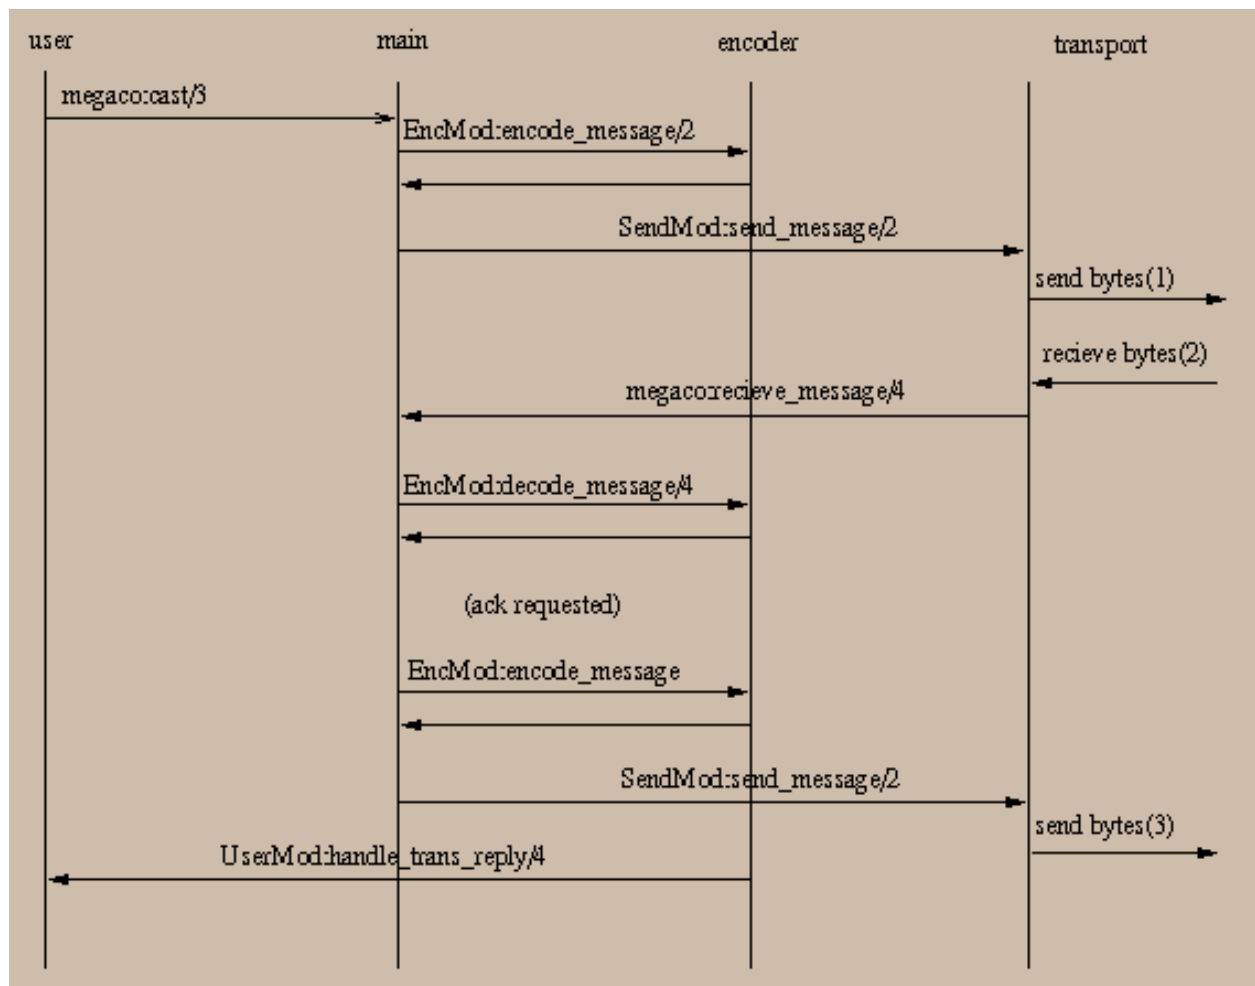 user main encoder transport
megaco:cast/3
EncMod:encode_message/2
SendMod:send_message/2
send bytes(1)
recieve bytes(2)
megaco:recieve_message/4
EncMod:decode_message/4
(ack requested)
EncMod:encode_message
SendMod:send_message/2
send bytes(3)
UserMod:handle_trans_reply/4